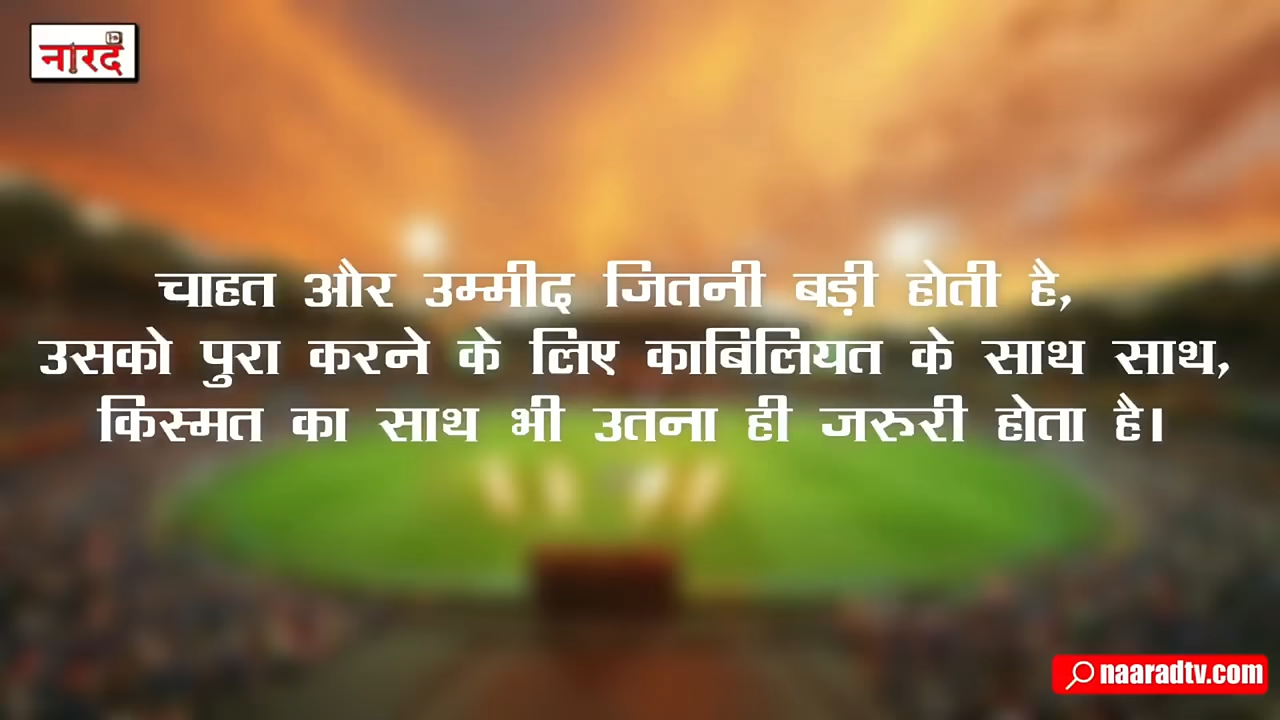 नारद
चाहत और उम्मीद जितनी बड़ी होती है,
उसको पुरा करने के लिए काबिलियत के साथ साथ,
किस्मत का साथ भी उतना ही जरुरी होता है।
naaradtv.com